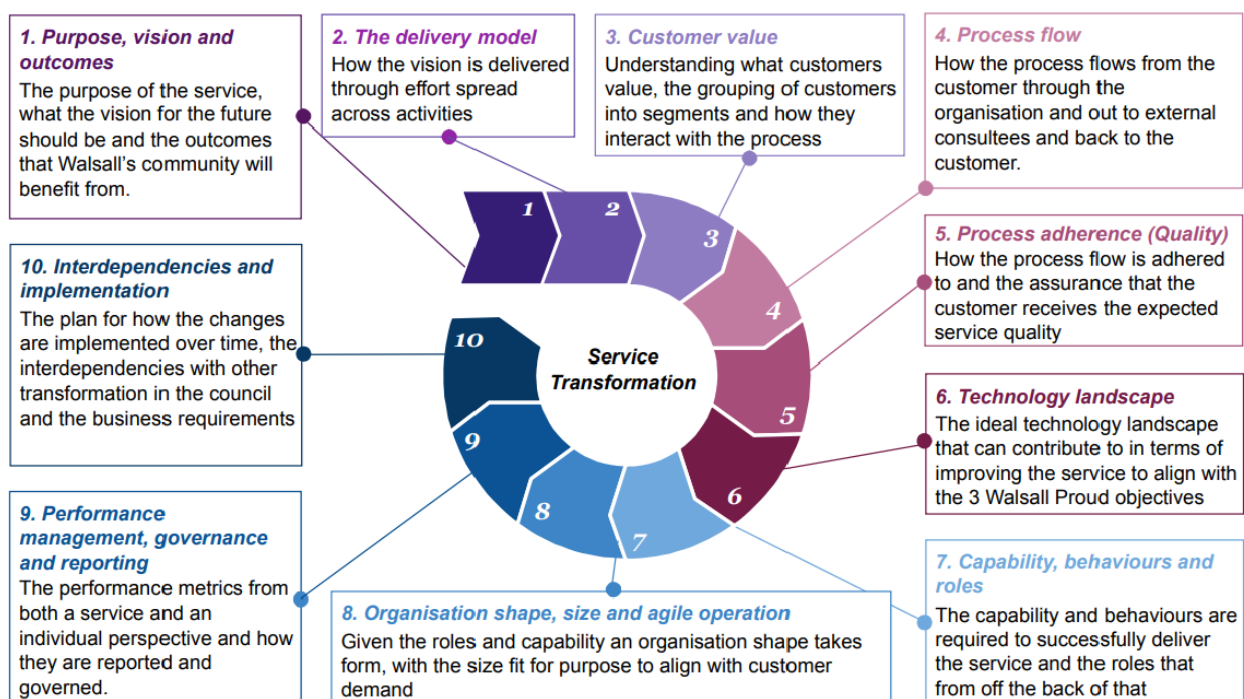 1. Purpose, vision and
outcomes
The purpose of the service,
what the vision for the future
should be and the outcomes
that Walsall's community will
benefit from.
2. The delivery model
How the vision is delivered
through effort spread
across activities
3. Customer value
Understanding what customers
value, the grouping of customers
into segments and how they
interact with the process
4. Process flow
How the process flows from the
customer through the
organisation and out to external
consultees and back to the
customer.
5. Process adherence (Quality)
How the process flow is adhered
to and the assurance that the
customer receives the expected
service quality
6. Technology landscape
The ideal technology landscape
that can contribute to in terms of
improving the service to align with
the 3 Walsall Proud objectives
7. Capability, behaviours and
roles
The capability and behaviours are
required to successfully deliver
the service and the roles that
from off the back of that
8. Organisation shape, size and agile operation
Given the roles and capability an organisation shape takes
form, with the size fit for purpose to align with customer
demand
9. Performance
management, governance
and reporting
The performance metrics from
both a service and an
individual perspective and how
they are reported and
governed.
10. Interdependencies and
implementation
The plan for how the changes
are implemented over time, the
interdependencies with other
transformation in the council
and the business requirements
1
2
3
4
5
6
7
8
9
10
Service
Transformation